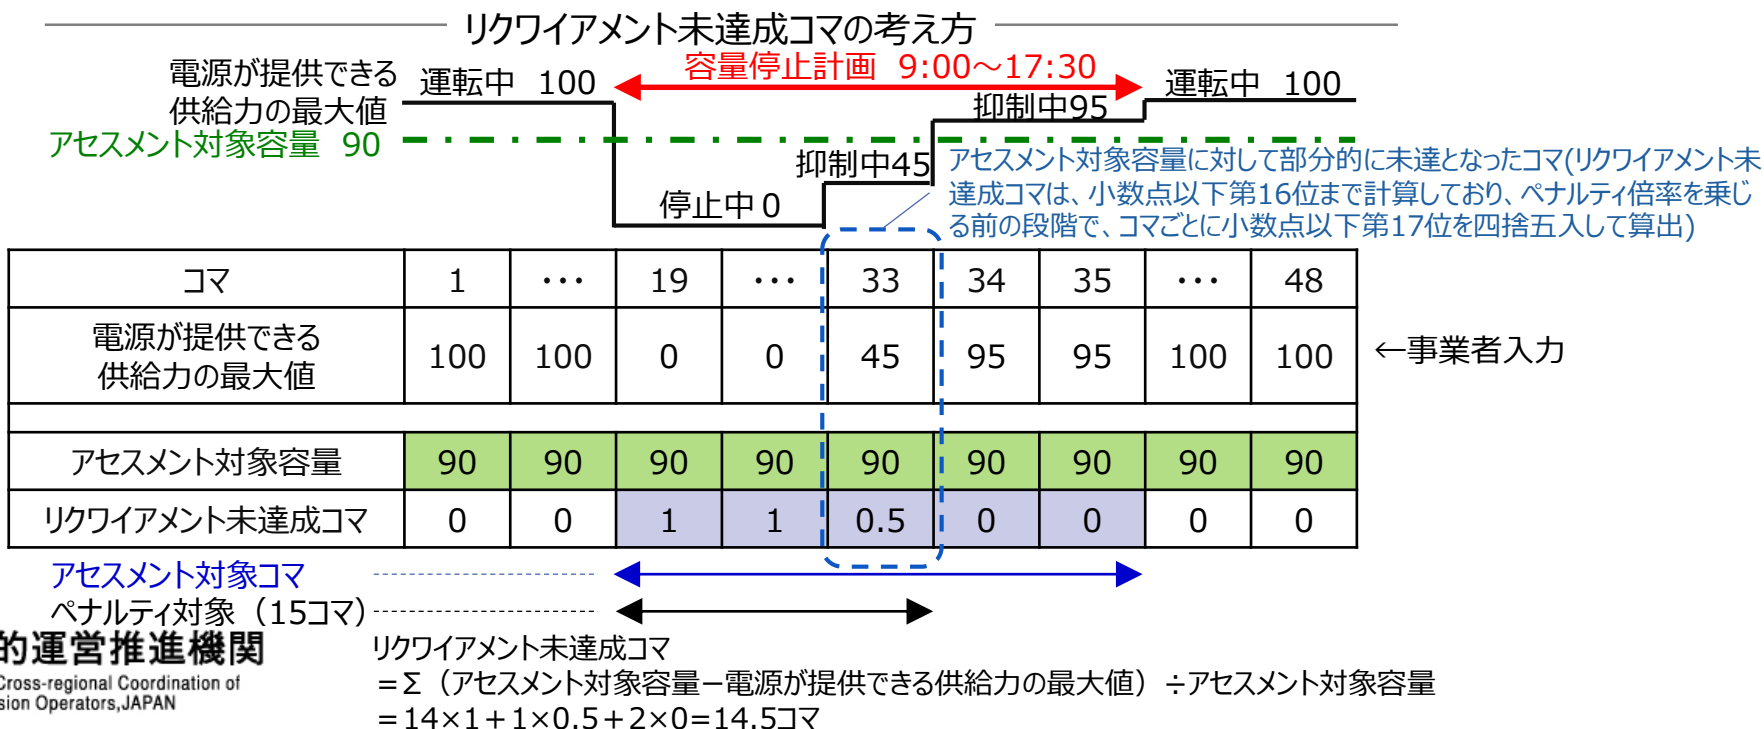 リクワイアメント未達成コマの考え方
電源が提供できる
供給力の最大値
運転中 100
容量停止計画 9:00～17:30
運転中 100
抑制中95
アセスメント対象容量 90
抑制中45
停止中0
アセスメント対象容量に対して部分的に未達となったコマ(リクワイアメント未
達成コマは、小数点以下第16位まで計算しており、ペナルティ倍率を乗じ
る前の段階で、コマごとに小数点以下第17位を四捨五入して算出)
コマ 1 ・・・ 19 ・・・ 33 34 35 ・・・ 48
電源が提供できる
供給力の最大値 100 100 0 0 45 95 95 100 100
←事業者入力
アセスメント対象容量 90 90 90 90 90 90 90 90 90
リクワイアメント未達成コマ 0 0 1 1 0.5 0 0 0 0
アセスメント対象コマ
ペナルティ対象（15コマ）
的運営推進機関
Cross-regional Coordination of
sion Operators,JAPAN
リクワイアメント未達成コマ
=Σ（アセスメント対象容量－電源が提供できる供給力の最大値）÷アセスメント対象容量
=14×1＋1×0.5＋2×0=14.5コマ